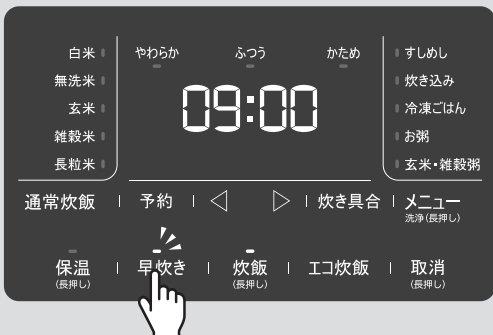 白米
無洗米
玄米
雑穀米
長粒米
やわらか ふつう かため
09:00
すしめし
炊き込み
冷凍ごはん
お粥
玄米・雑穀粥
通常炊飯 予約 炊き具合 メニュー
洗浄(長押し)
保温 早炊き 炊飯 エコ炊飯 取消
(長押し) (長押し) (長押し)